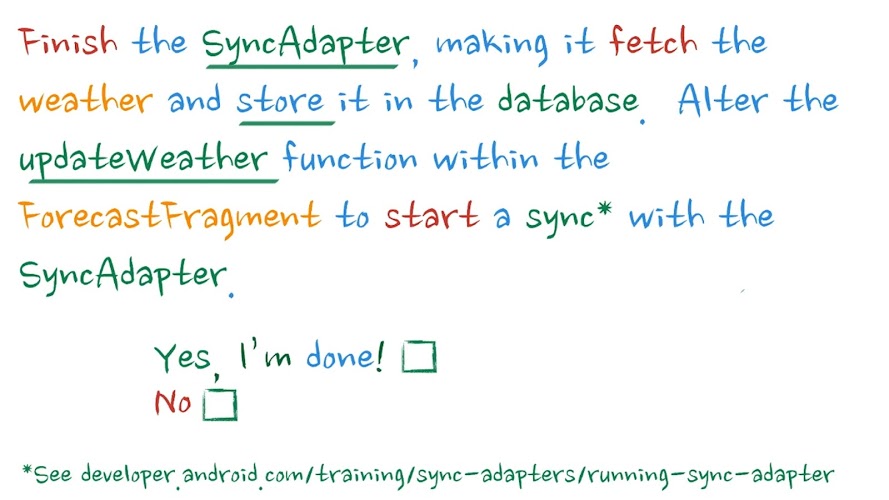 Finish the SyncAdapter, making it fetch the
weather and store it in the database. Alter the
updateWeather function within the
ForecastFragment to start a sync* with the
SyncAdapter.
Yes, I'm done!
No
*See developer.android.com/training/sync-adapters/running-sync-adapter